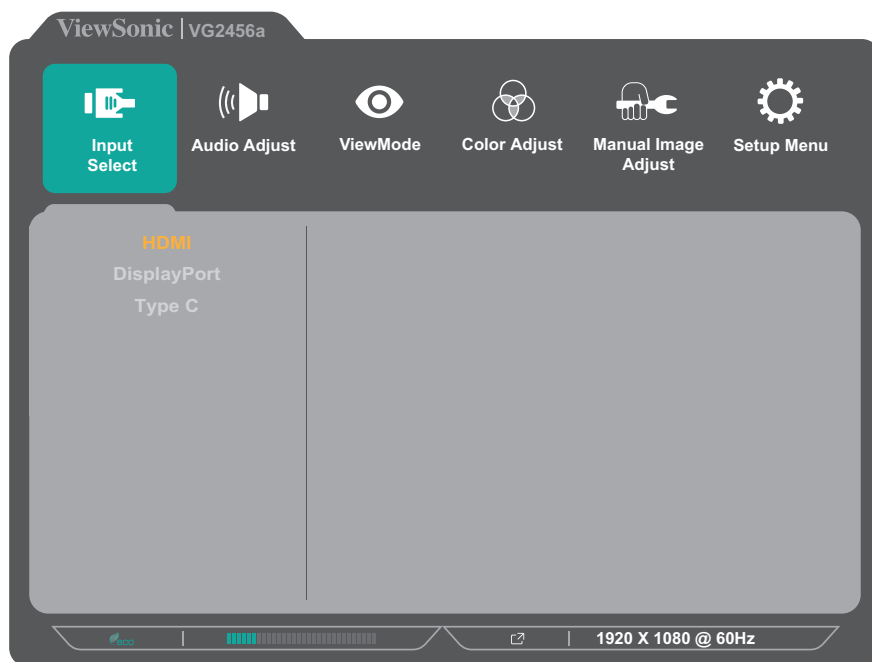 ViewSonic | VG2456a
Input
Select
Audio Adjust
ViewMode
Color Adjust
Manual Image
Adjust
Setup Menu
HDMI
DisplayPort
Type C
eco
1920 X 1080 @ 60Hz